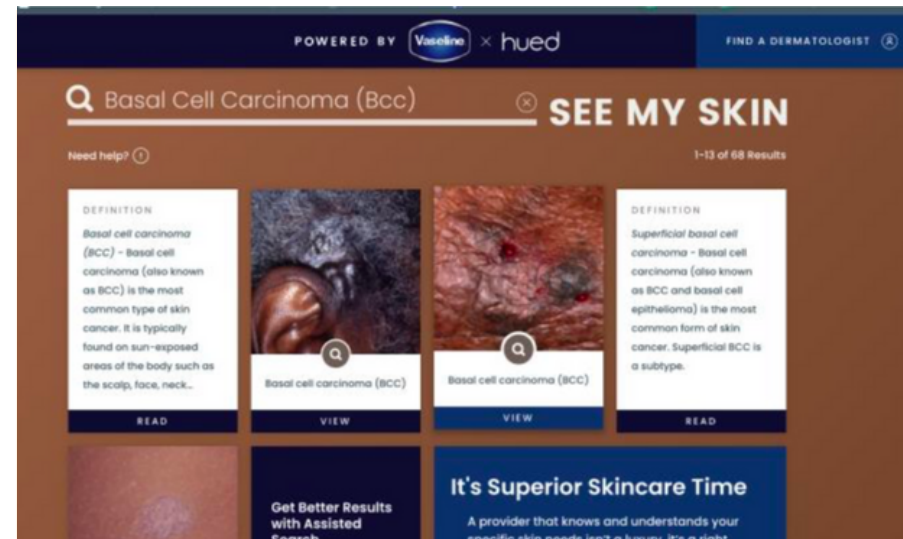 POWERED BY Vaseline × hued
FIND A DERMATOLOGIST
Basal Cell Carcinoma (Bcc)
SEE MY SKIN
Need help?
1-13 of 68 Results
DEFINITION
Basal cell carcinoma
(BCC) - Basal cell
carcinoma (also known
as BCC) is the most
common type of skin
cancer. It is typically
found on sun-exposed
areas of the body such as
the scalp, face, neck...
READ
Basal cell carcinoma (BCC)
VIEW
Basal cell carcinoma (BCC)
VIEW
DEFINITION
Superficial basal cell
carcinoma - Basal cell
carcinoma (also known
as BCC and basal cell
epithelioma) is the most
common form of skin
cancer. Superficial BCC is
a subtype.
READ
Get Better Results
with Assisted
Search
It's Superior Skincare Time
A provider that knows and understands your
specific skin needs isn't a luxury, it's a right